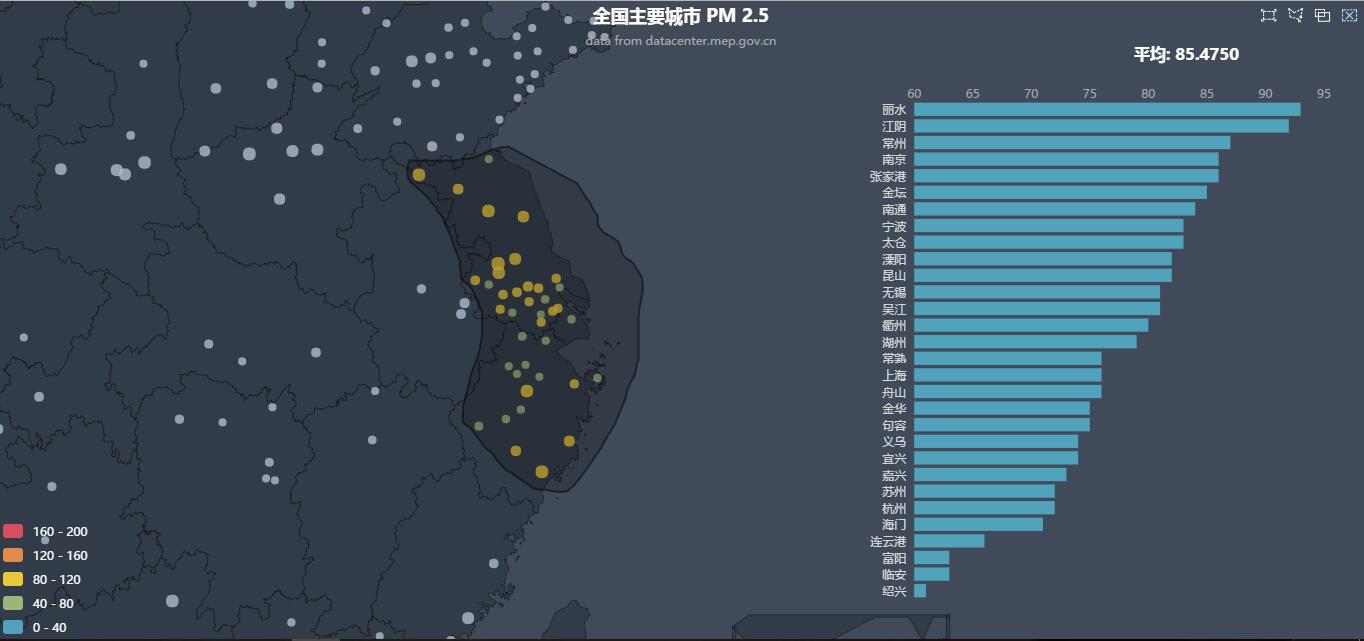 全国主要城市 PM 2.5
data from datacenter.mep.gov.cn
平均: 85.4750
60 65 70 75 80 85 90 95
丽水
江阴
常州
南京
张家港
金坛
南通
宁波
太仓
溧阳
昆山
无锡
吴江
衢州
湖州
常熟
上海
舟山
金华
句容
义乌
宜兴
嘉兴
苏州
杭州
海门
连云港
富阳
临安
绍兴
160 - 200
120 - 160
80 - 120
40 - 80
0 - 40